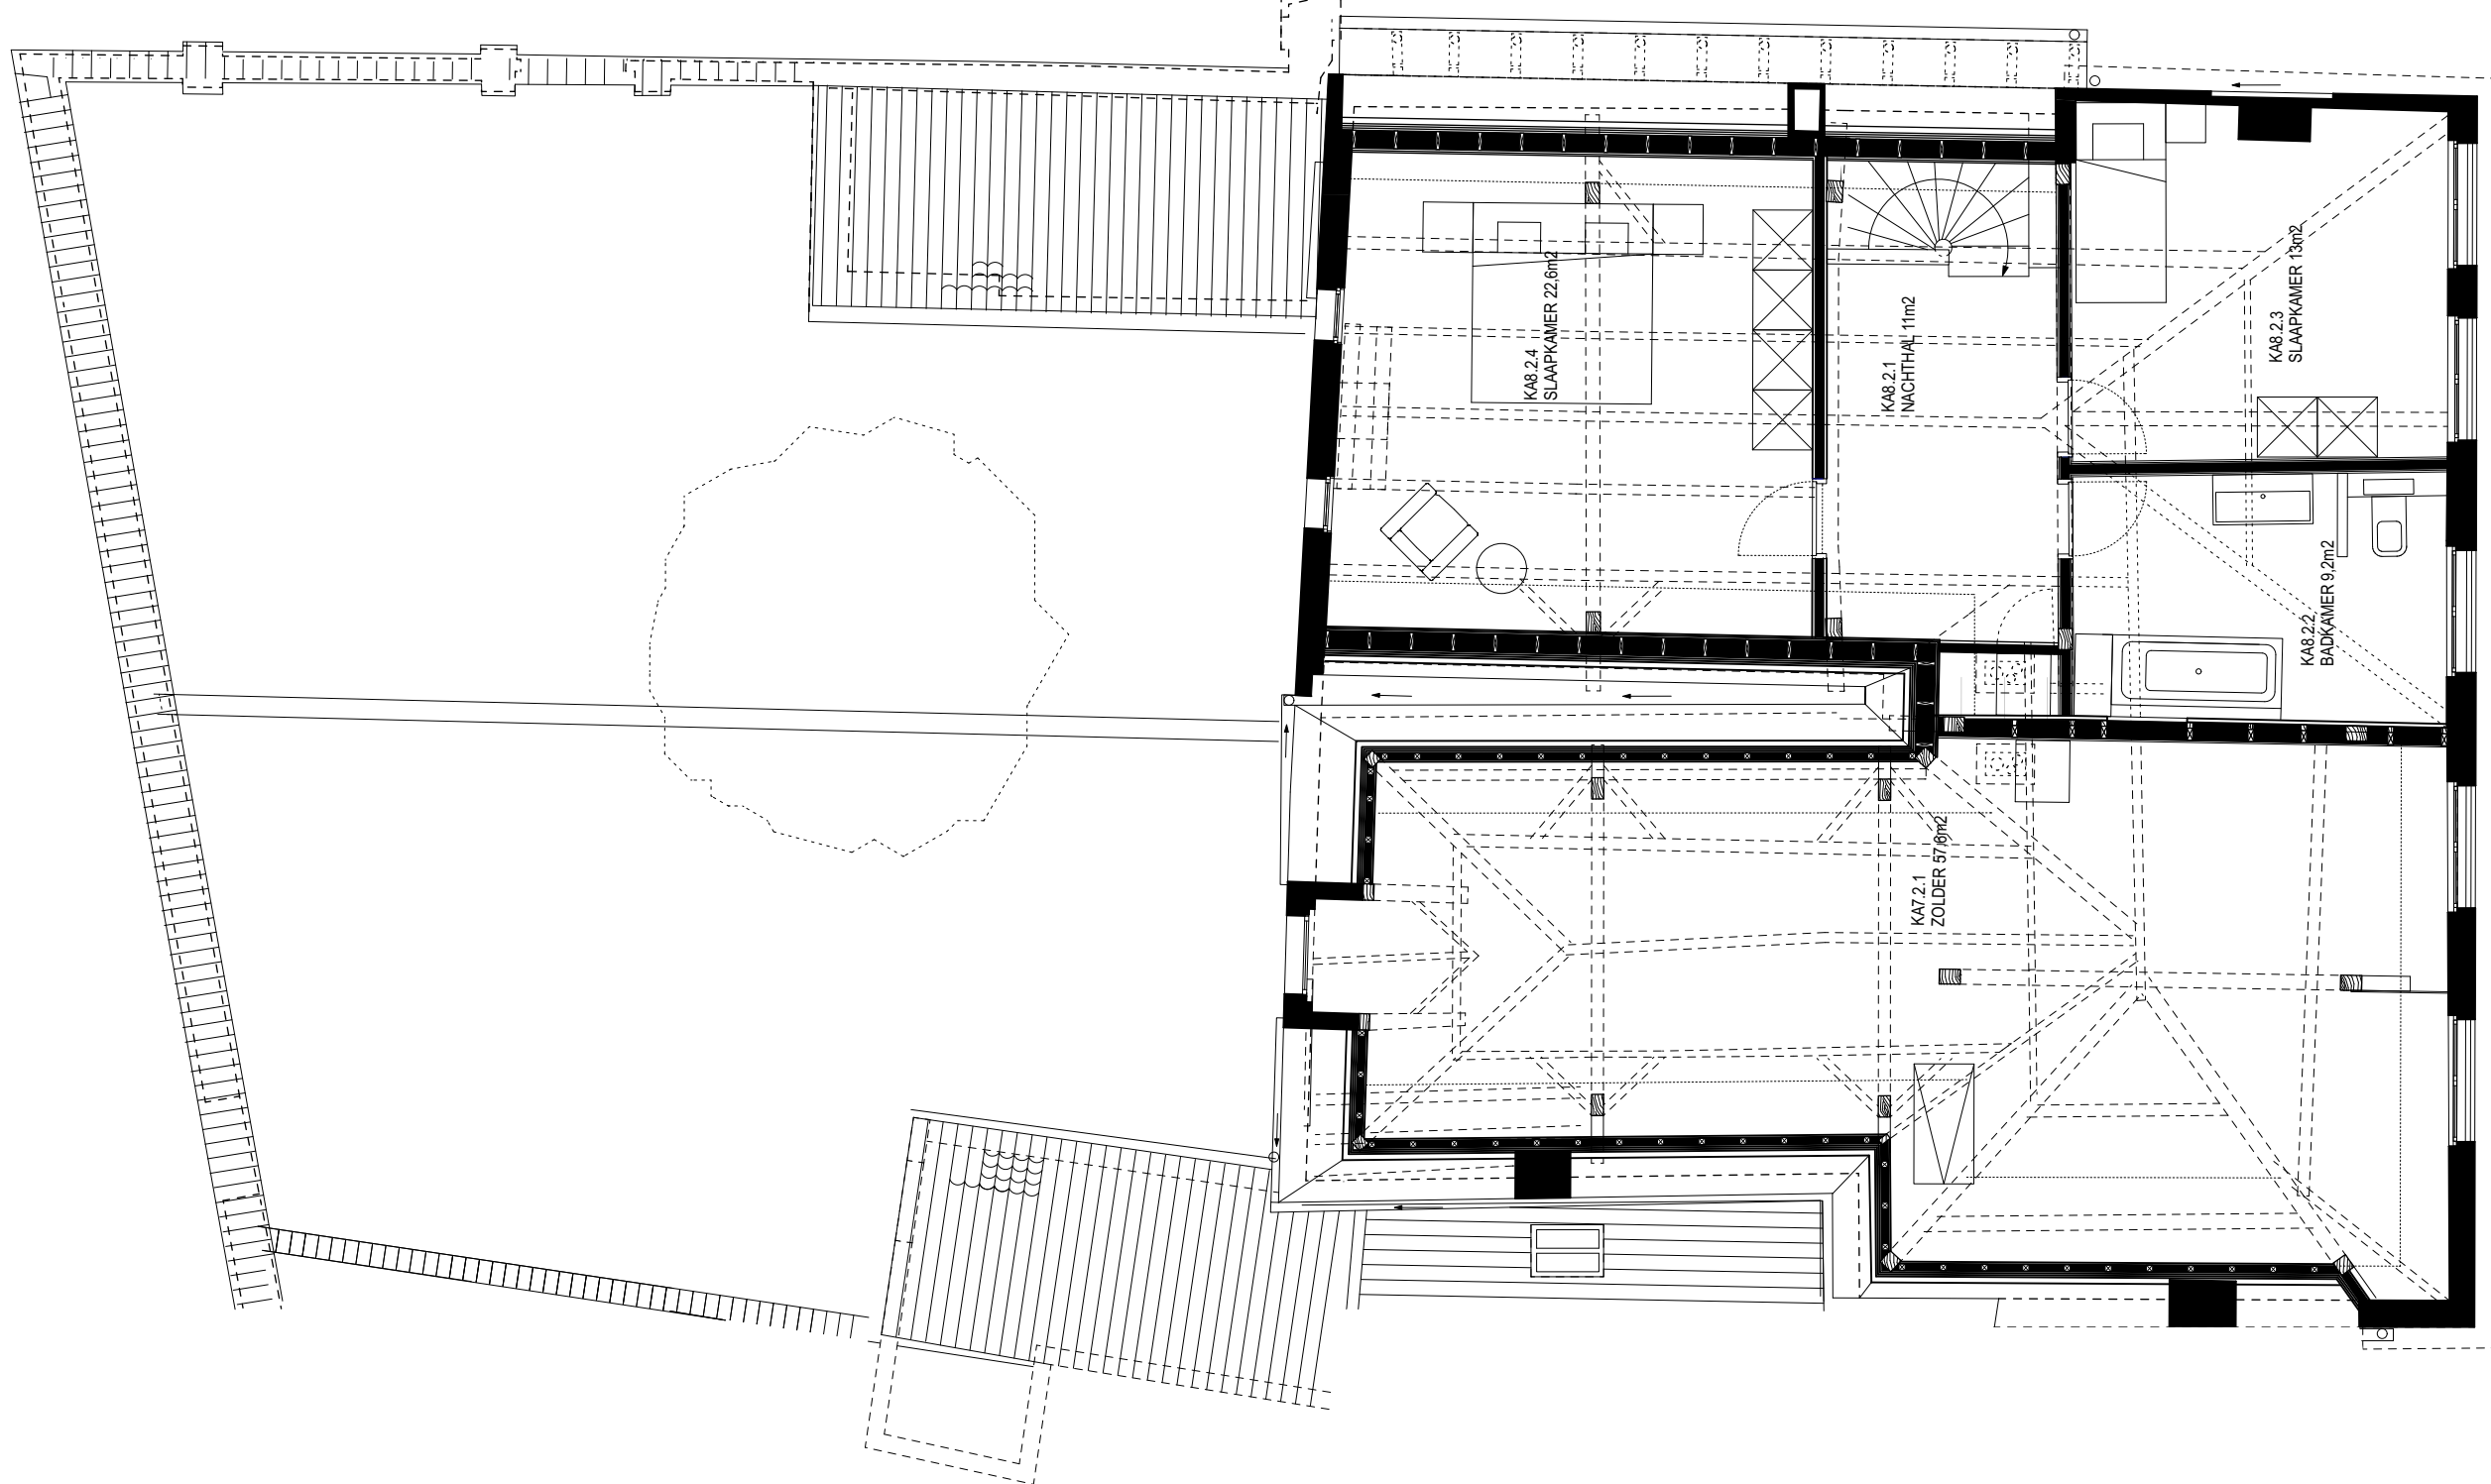 KA8.2.4
SLAAPKAMER 22,6m2
KA8.2.1
NACHTHAL 11m2
KA8.2.3
SLAAPKAMER 13m2
KA8.2.2
BADKAMER 9,2m2
KA7.2.1
ZOLDER 57,6m2